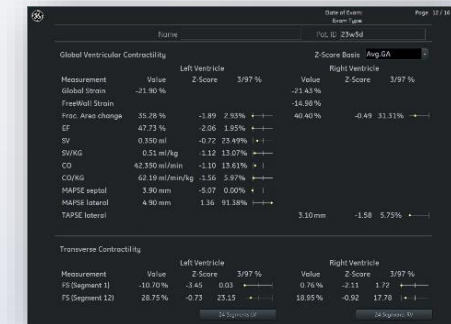 Date of Exam: Page 12 / 16
Exam Type:
Name Pat. ID 23w5d
Global Ventricular Contractility Z-Score Basis Avg.GA
Left Ventricle Right Ventricle
Measurement Value Z-Score 3/97 % Value Z-Score 3/97 %
Global Strain -21.90 % -21.43 %
FreeWall Strain -14.98 %
Frac. Area change 35.28 % -1.89 2.93% 40.40 % -0.49 31.31%
EF 47.73 % -2.06 1.95%
SV 0.350 ml -0.72 23.49%
SV/KG 0.51 ml/kg -1.12 13.07%
CO 42.350 ml/min -1.10 13.61%
CO/KG 62.19 ml/min/kg -1.56 5.97%
MAPSE septal 3.90 mm -5.07 0.00%
MAPSE lateral 4.90 mm 1.36 91.38%
TAPSE lateral 3.10 mm -1.58 5.75%
Transverse Contractility
Left Ventricle Right Ventricle
Measurement Value Z-Score 3/97 % Value Z-Score 3/97 %
FS (Segment 1) -10.70 % -3.45 0.03 0.76 % -2.11 1.72
FS (Segment 12) 28.75 % -0.73 23.15 18.95 % -0.92 17.78
24 Segments LV 24 Segments RV